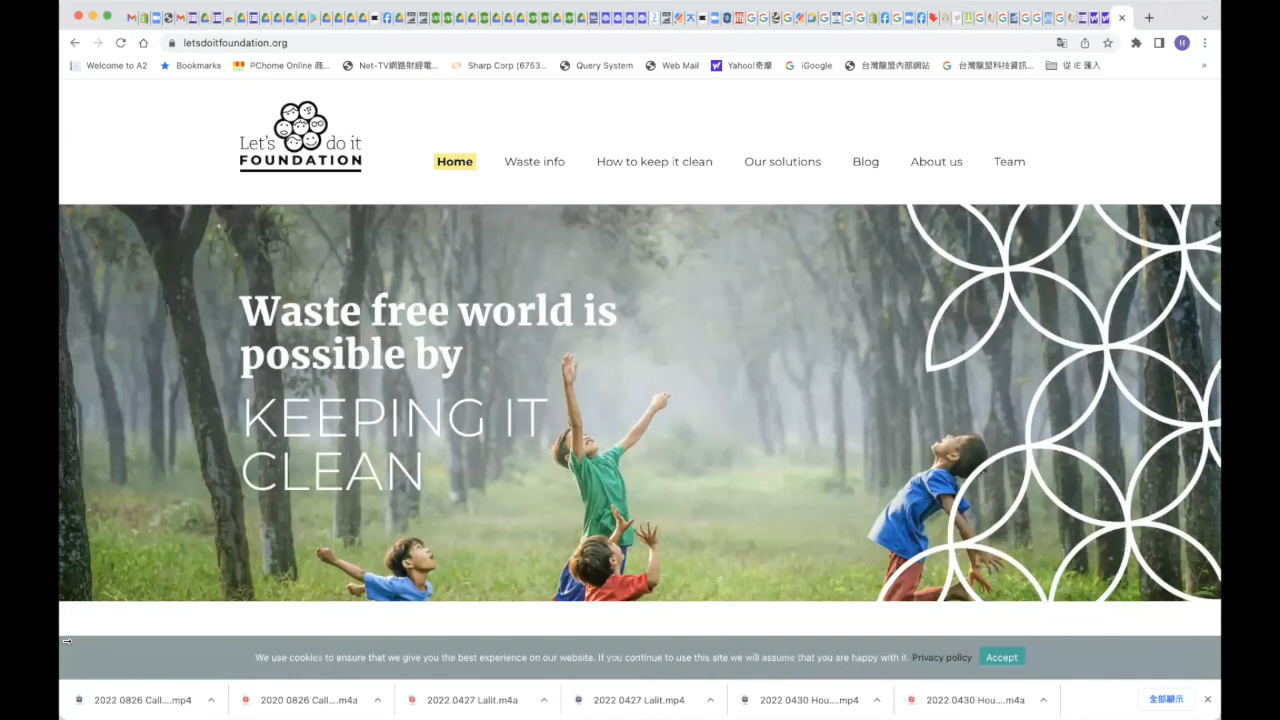 letsdoitfoundation.org
H
Welcome to A2 Bookmarks PChome Online 商... Net-TV網路財經電... Sharp Corp (6753... Query System Web Mail Yahoo!奇摩 iGoogle 台灣龍盟內部網站 台灣龍盟科技資訊... 從 IE 匯入 »
Let's do it
FOUNDATION
Home Waste info How to keep it clean Our solutions Blog About us Team
Waste free world is
possible by
KEEPING IT
CLEAN
We use cookies to ensure that we give you the best experience on our website. If you continue to use this site we will assume that you are happy with it. Privacy policy Accept
2022 0826 Call....mp4 2020 0826 Call....m4a 2022 0427 Lalit.m4a 2022 0427 Lalit.mp4 2022 0430 Hou....mp4 2022 0430 Hou....m4a 全部顯示